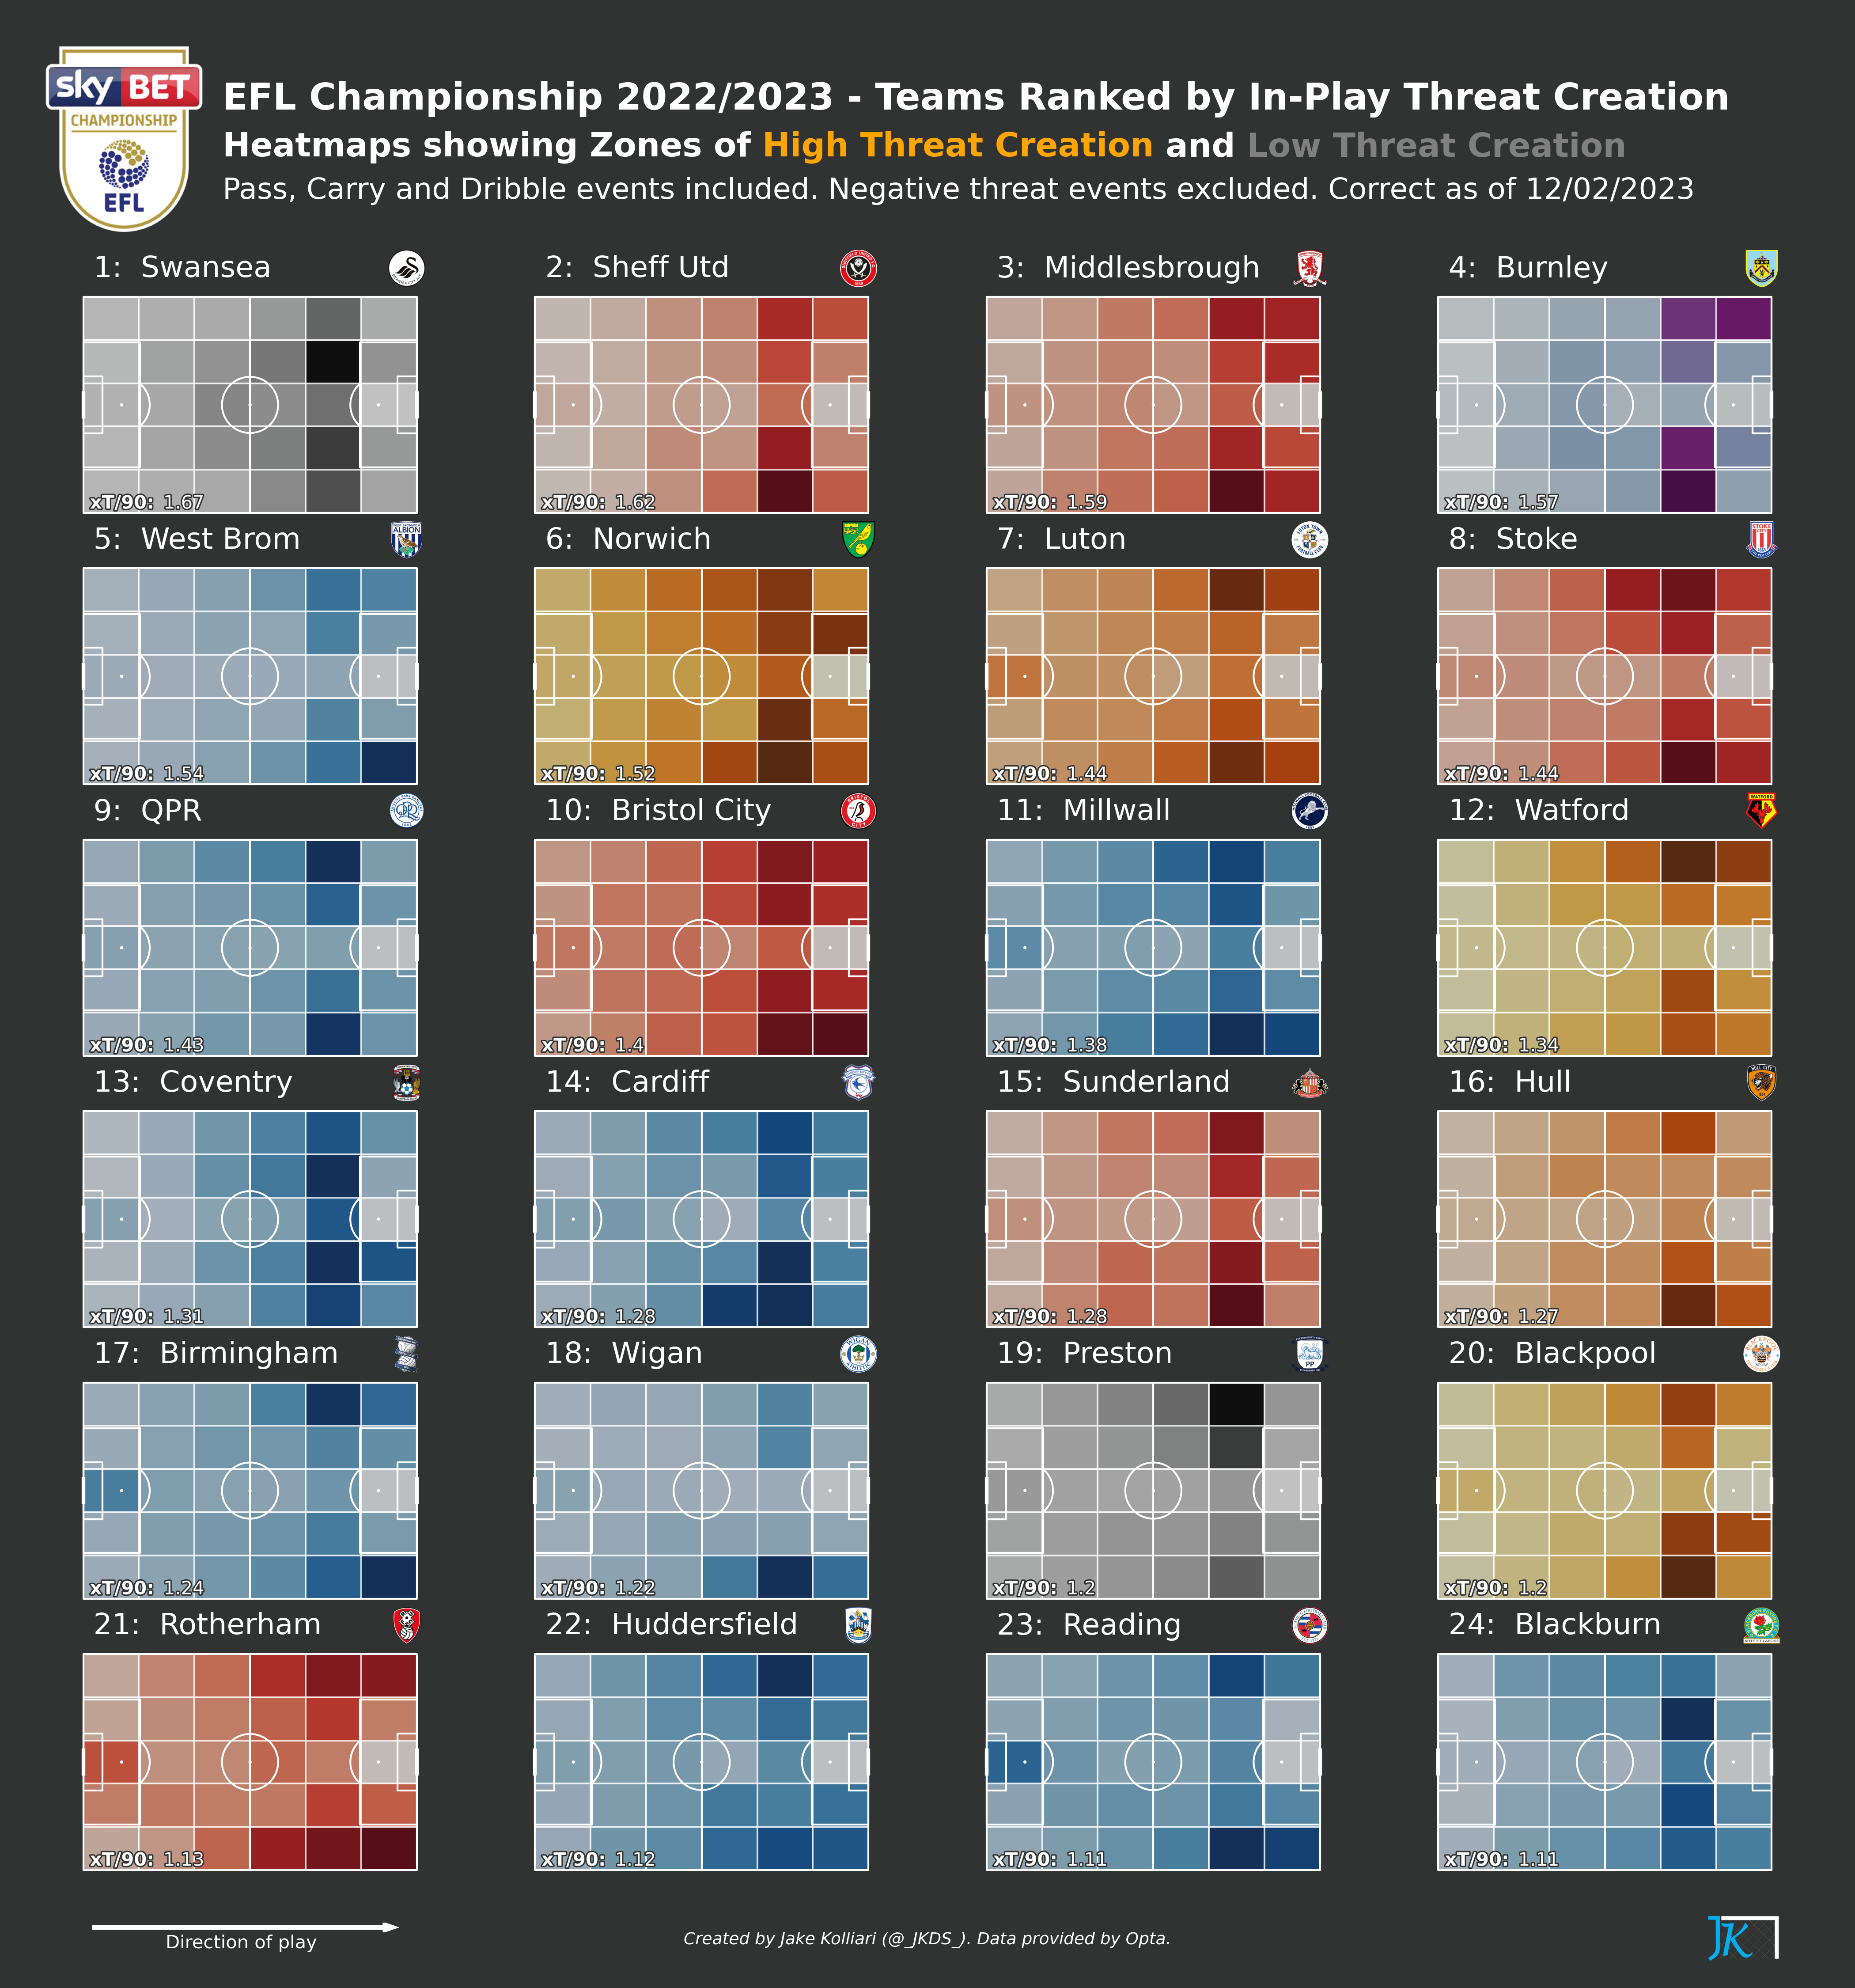 sky BET
CHAMPIONSHIP
EFL
EFL Championship 2022/2023 - Teams Ranked by In-Play Threat Creation
Heatmaps showing Zones of High Threat Creation and Low Threat Creation
Pass, Carry and Dribble events included. Negative threat events excluded. Correct as of 12/02/2023
1: Swansea
2: Sheff Utd
3: Middlesbrough
4: Burnley
xT/90: 1.67
xT/90: 1.62
xT/90: 1.59
xT/90: 1.57
5: West Brom
ALBION
6: Norwich
7: Luton
8: Stoke
STOKE
xT/90: 1.54
xT/90: 1.52
xT/90: 1.44
xT/90: 1.44
9: QPR
10: Bristol City
11: Millwall
12: Watford
WATFORD
xT/90: 1.43
xT/90: 1.4
xT/90: 1.38
xT/90: 1.34
13: Coventry
14: Cardiff
15: Sunderland
16: Hull
xT/90: 1.31
xT/90: 1.28
xT/90: 1.28
xT/90: 1.27
17: Birmingham
18: Wigan
19: Preston
PP
20: Blackpool
xT/90: 1.24
xT/90: 1.22
xT/90: 1.2
xT/90: 1.2
21: Rotherham
22: Huddersfield
23: Reading
24: Blackburn
xT/90: 1.13
xT/90: 1.12
xT/90: 1.11
xT/90: 1.11
Direction of play
Created by Jake Kolliari (@_JKDS_). Data provided by Opta.
JK